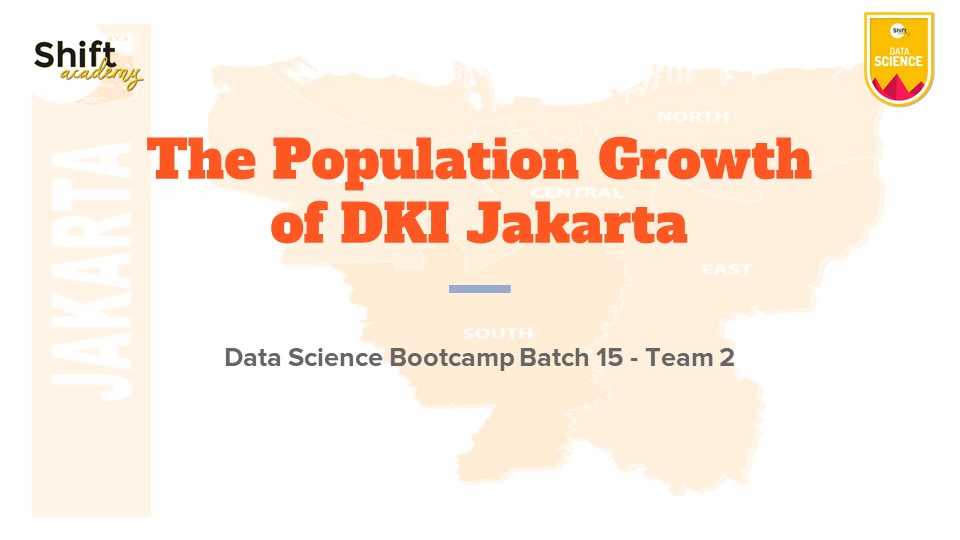 Shift
academy
Shift
DATA
SCIENCE
NORTH
The Population Growth
CENTRAL
of DKI Jakarta
EAST
SOUTH
Data Science Bootcamp Batch 15 - Team 2
JAKARTA